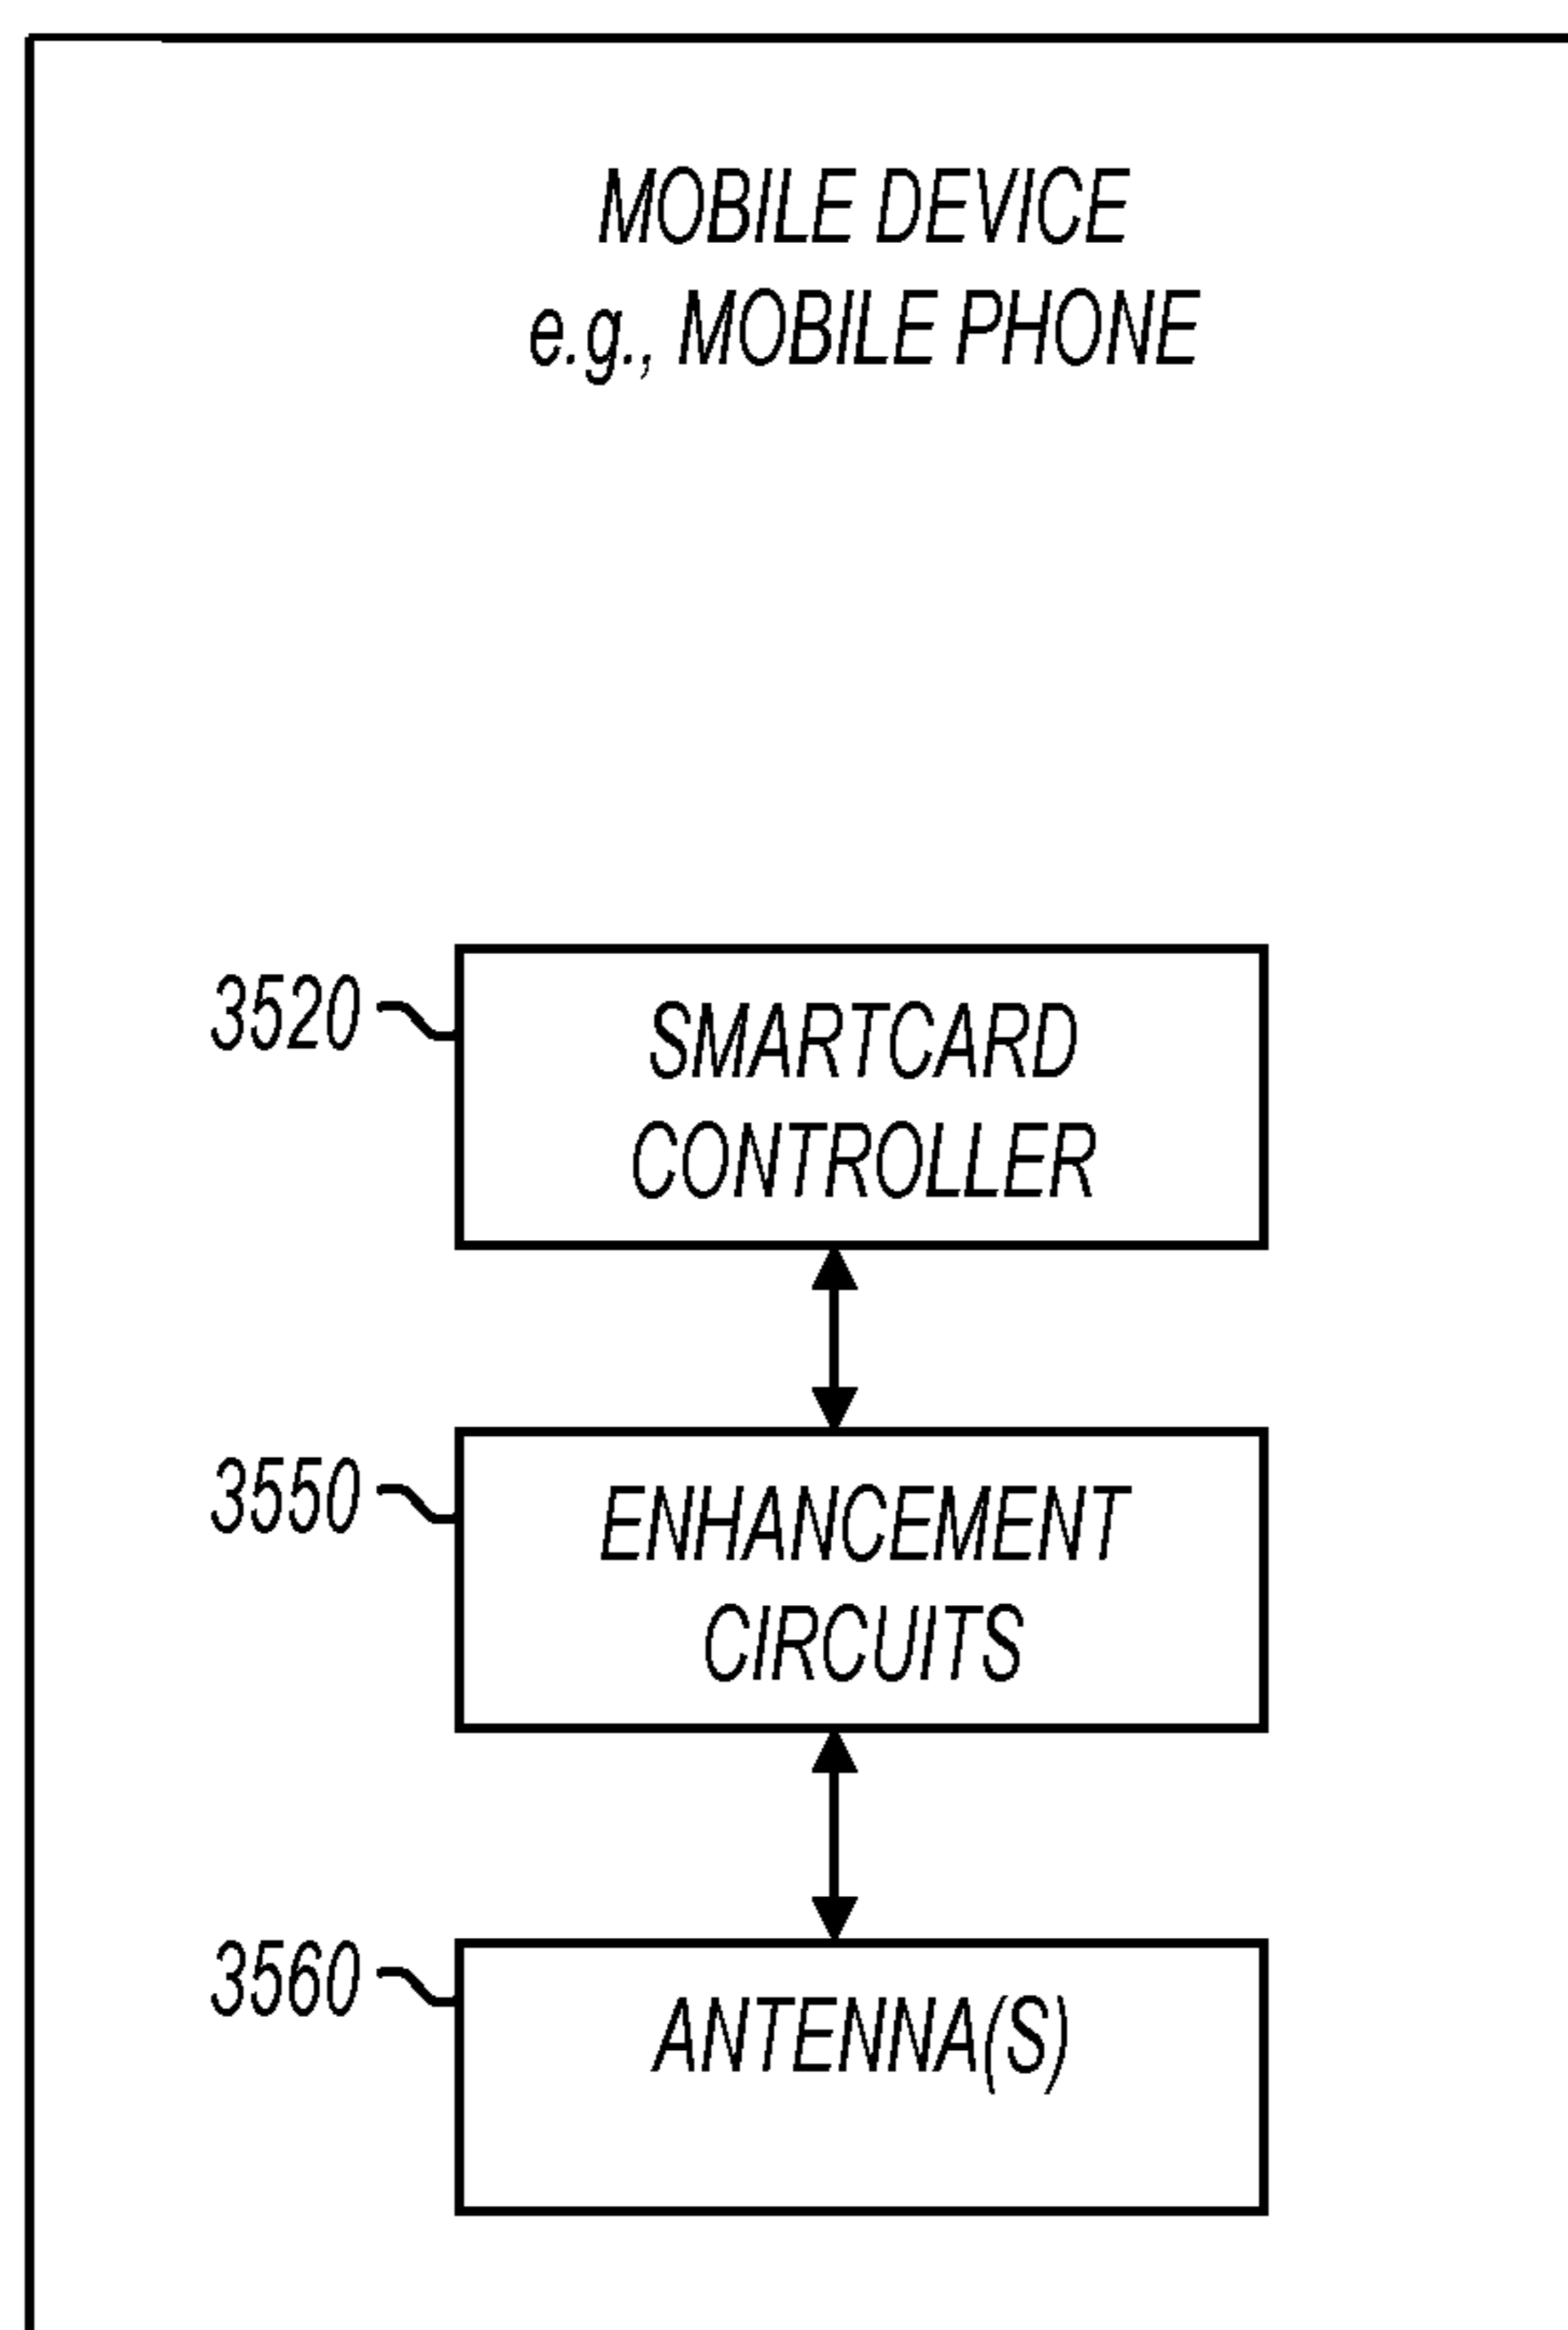 MOBILE DEVICE
e.g., MOBILE PHONE
3520
SMARTCARD
CONTROLLER
3550
ENHANCEMENT
CIRCUITS
3560
ANTENNA(S)